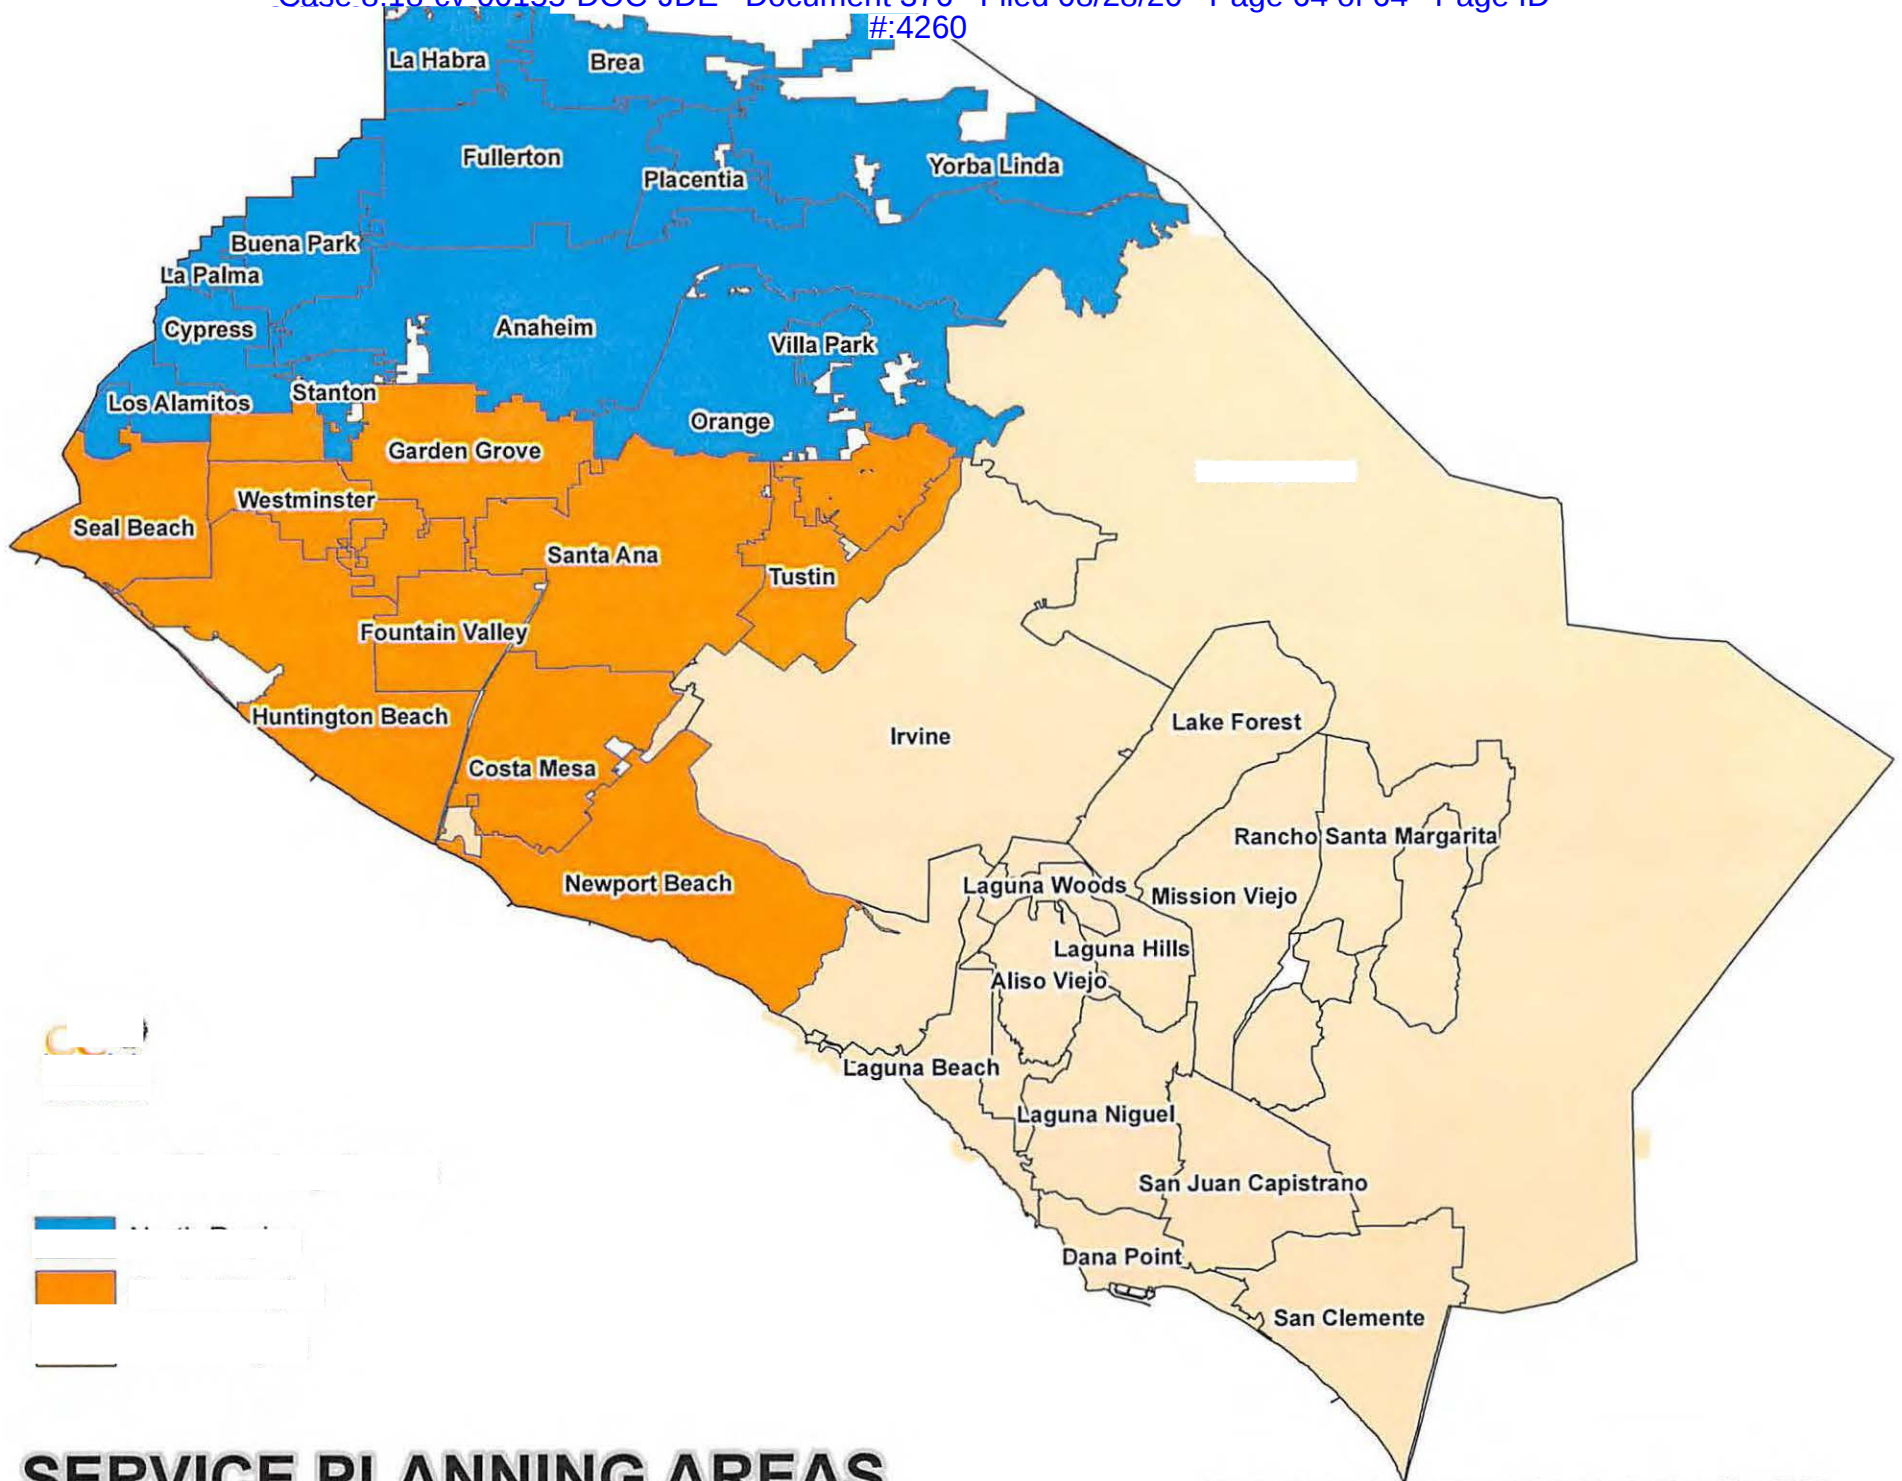 #:4260
La Habra
Brea
Fullerton
Placentia
Yorba Linda
Buena Park
La Palma
Cypress
Anaheim
Villa Park
Stanton
Los Alamitos
Orange
Garden Grove
Westminster
Seal Beach
Santa Ana
Tustin
Fountain Valley
Huntington Beach
Irvine
Lake Forest
Costa Mesa
Rancho Santa Margarita
Newport Beach
Laguna Woods
Mission Viejo
Laguna Hills
Aliso Viejo
Laguna Beach
Laguna Niguel
San Juan Capistrano
Dana Point
San Clemente
SERVICE PLANNING AREAS